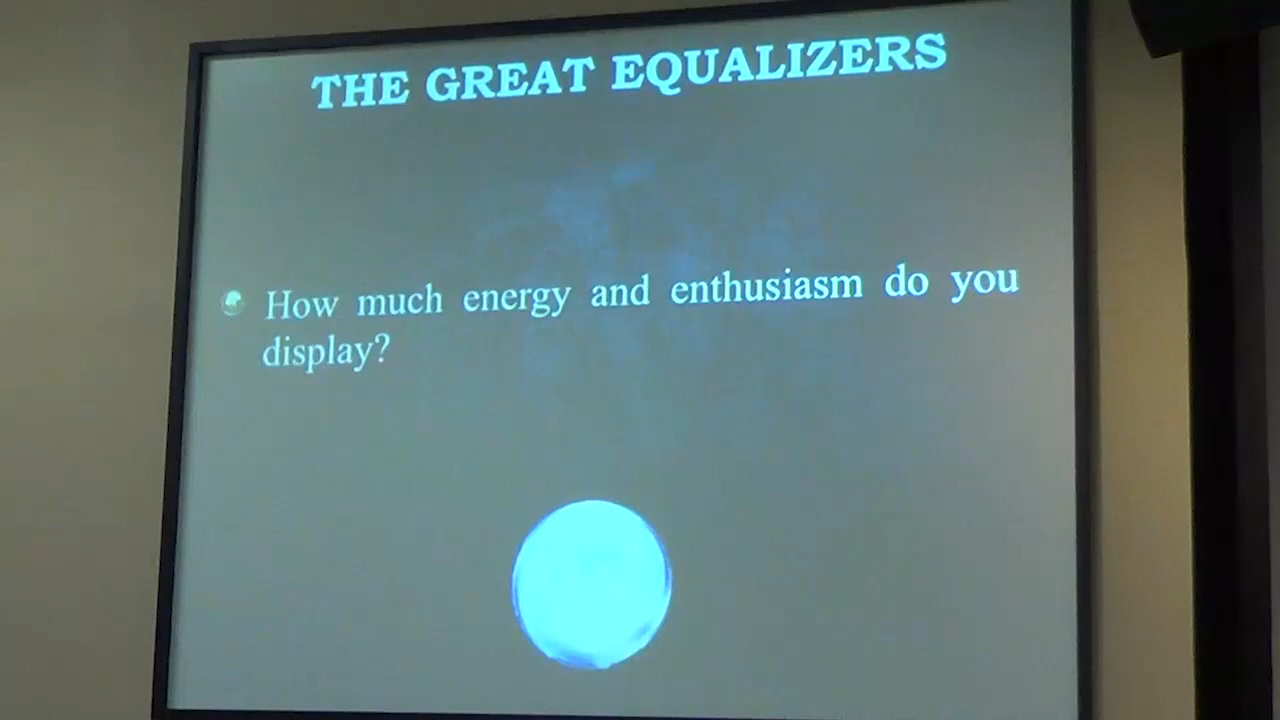 THE GREAT EQUALIZERS
How much energy and enthusiasm do you
display?